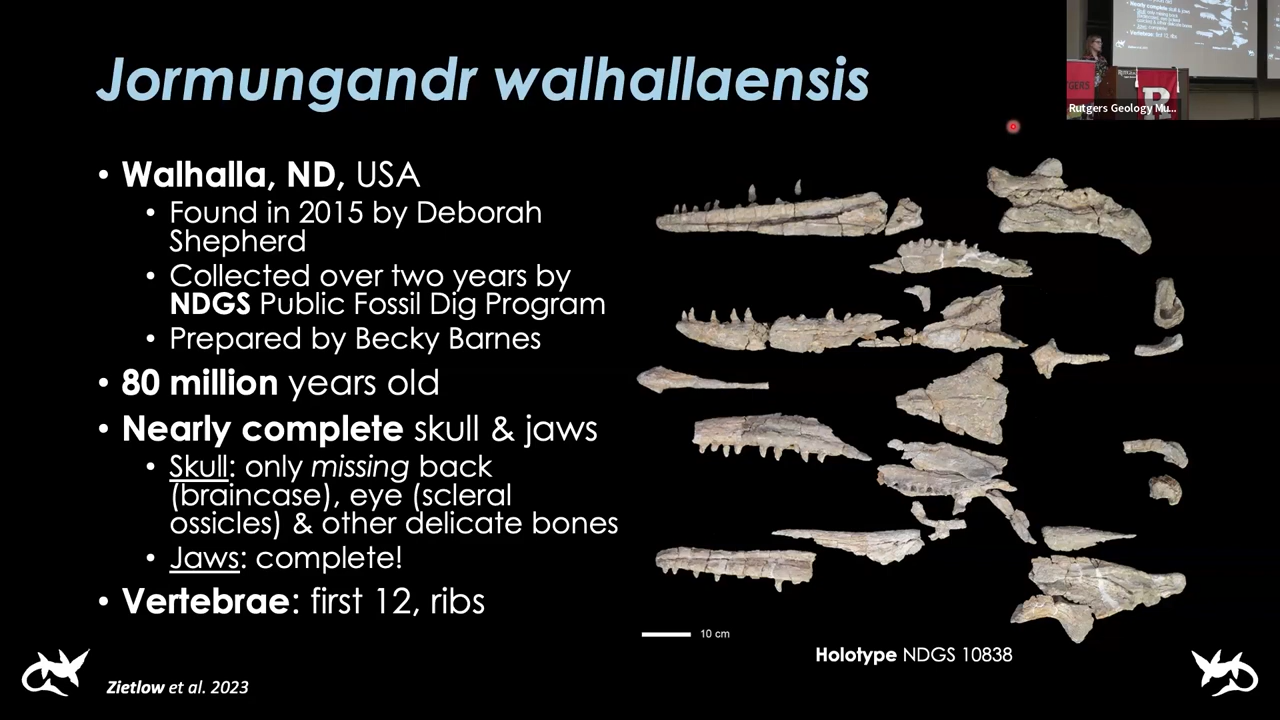 Jormungandr walhallaensis
• Walhalla, ND, USA
• Found in 2015 by Deborah
Shepherd
• Collected over two years by
NDGS Public Fossil Dig Program
• Prepared by Becky Barnes
• 80 million years old
• Nearly complete skull & jaws
• Skull: only missing back
(braincase), eye (scleral
ossicles) & other delicate bones
• Jaws: complete!
• Vertebrae: first 12, ribs
Zietlow et al. 2023
10 cm
Holotype NDGS 10838
RUTGERS
R
Rutgers Geology Mu...